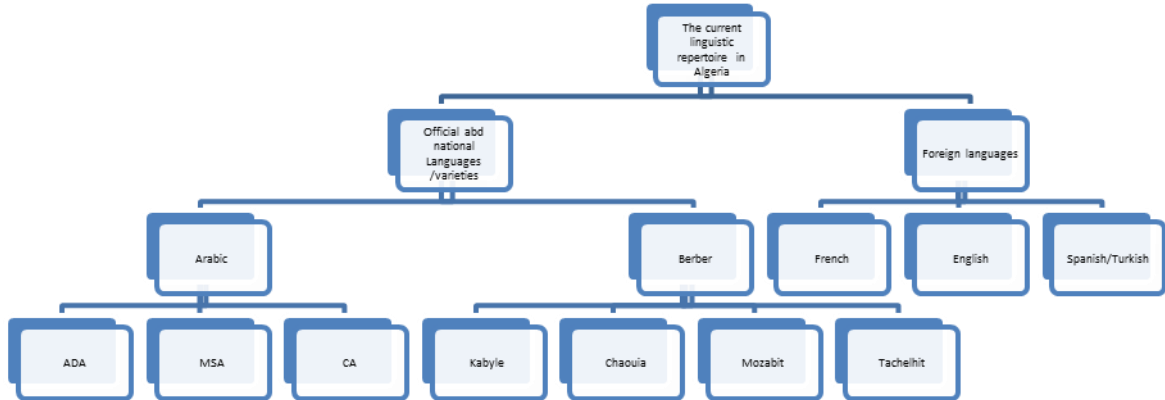 The current
linguistic
repertoire in
Algeria
Official abd
national
Languages
/varieties
Foreign languages
Arabic
Berber
French
English
Spanish/Turkish
ADA
MSA
CA
Kabyle
Chaouia
Mozabit
Tachelhit